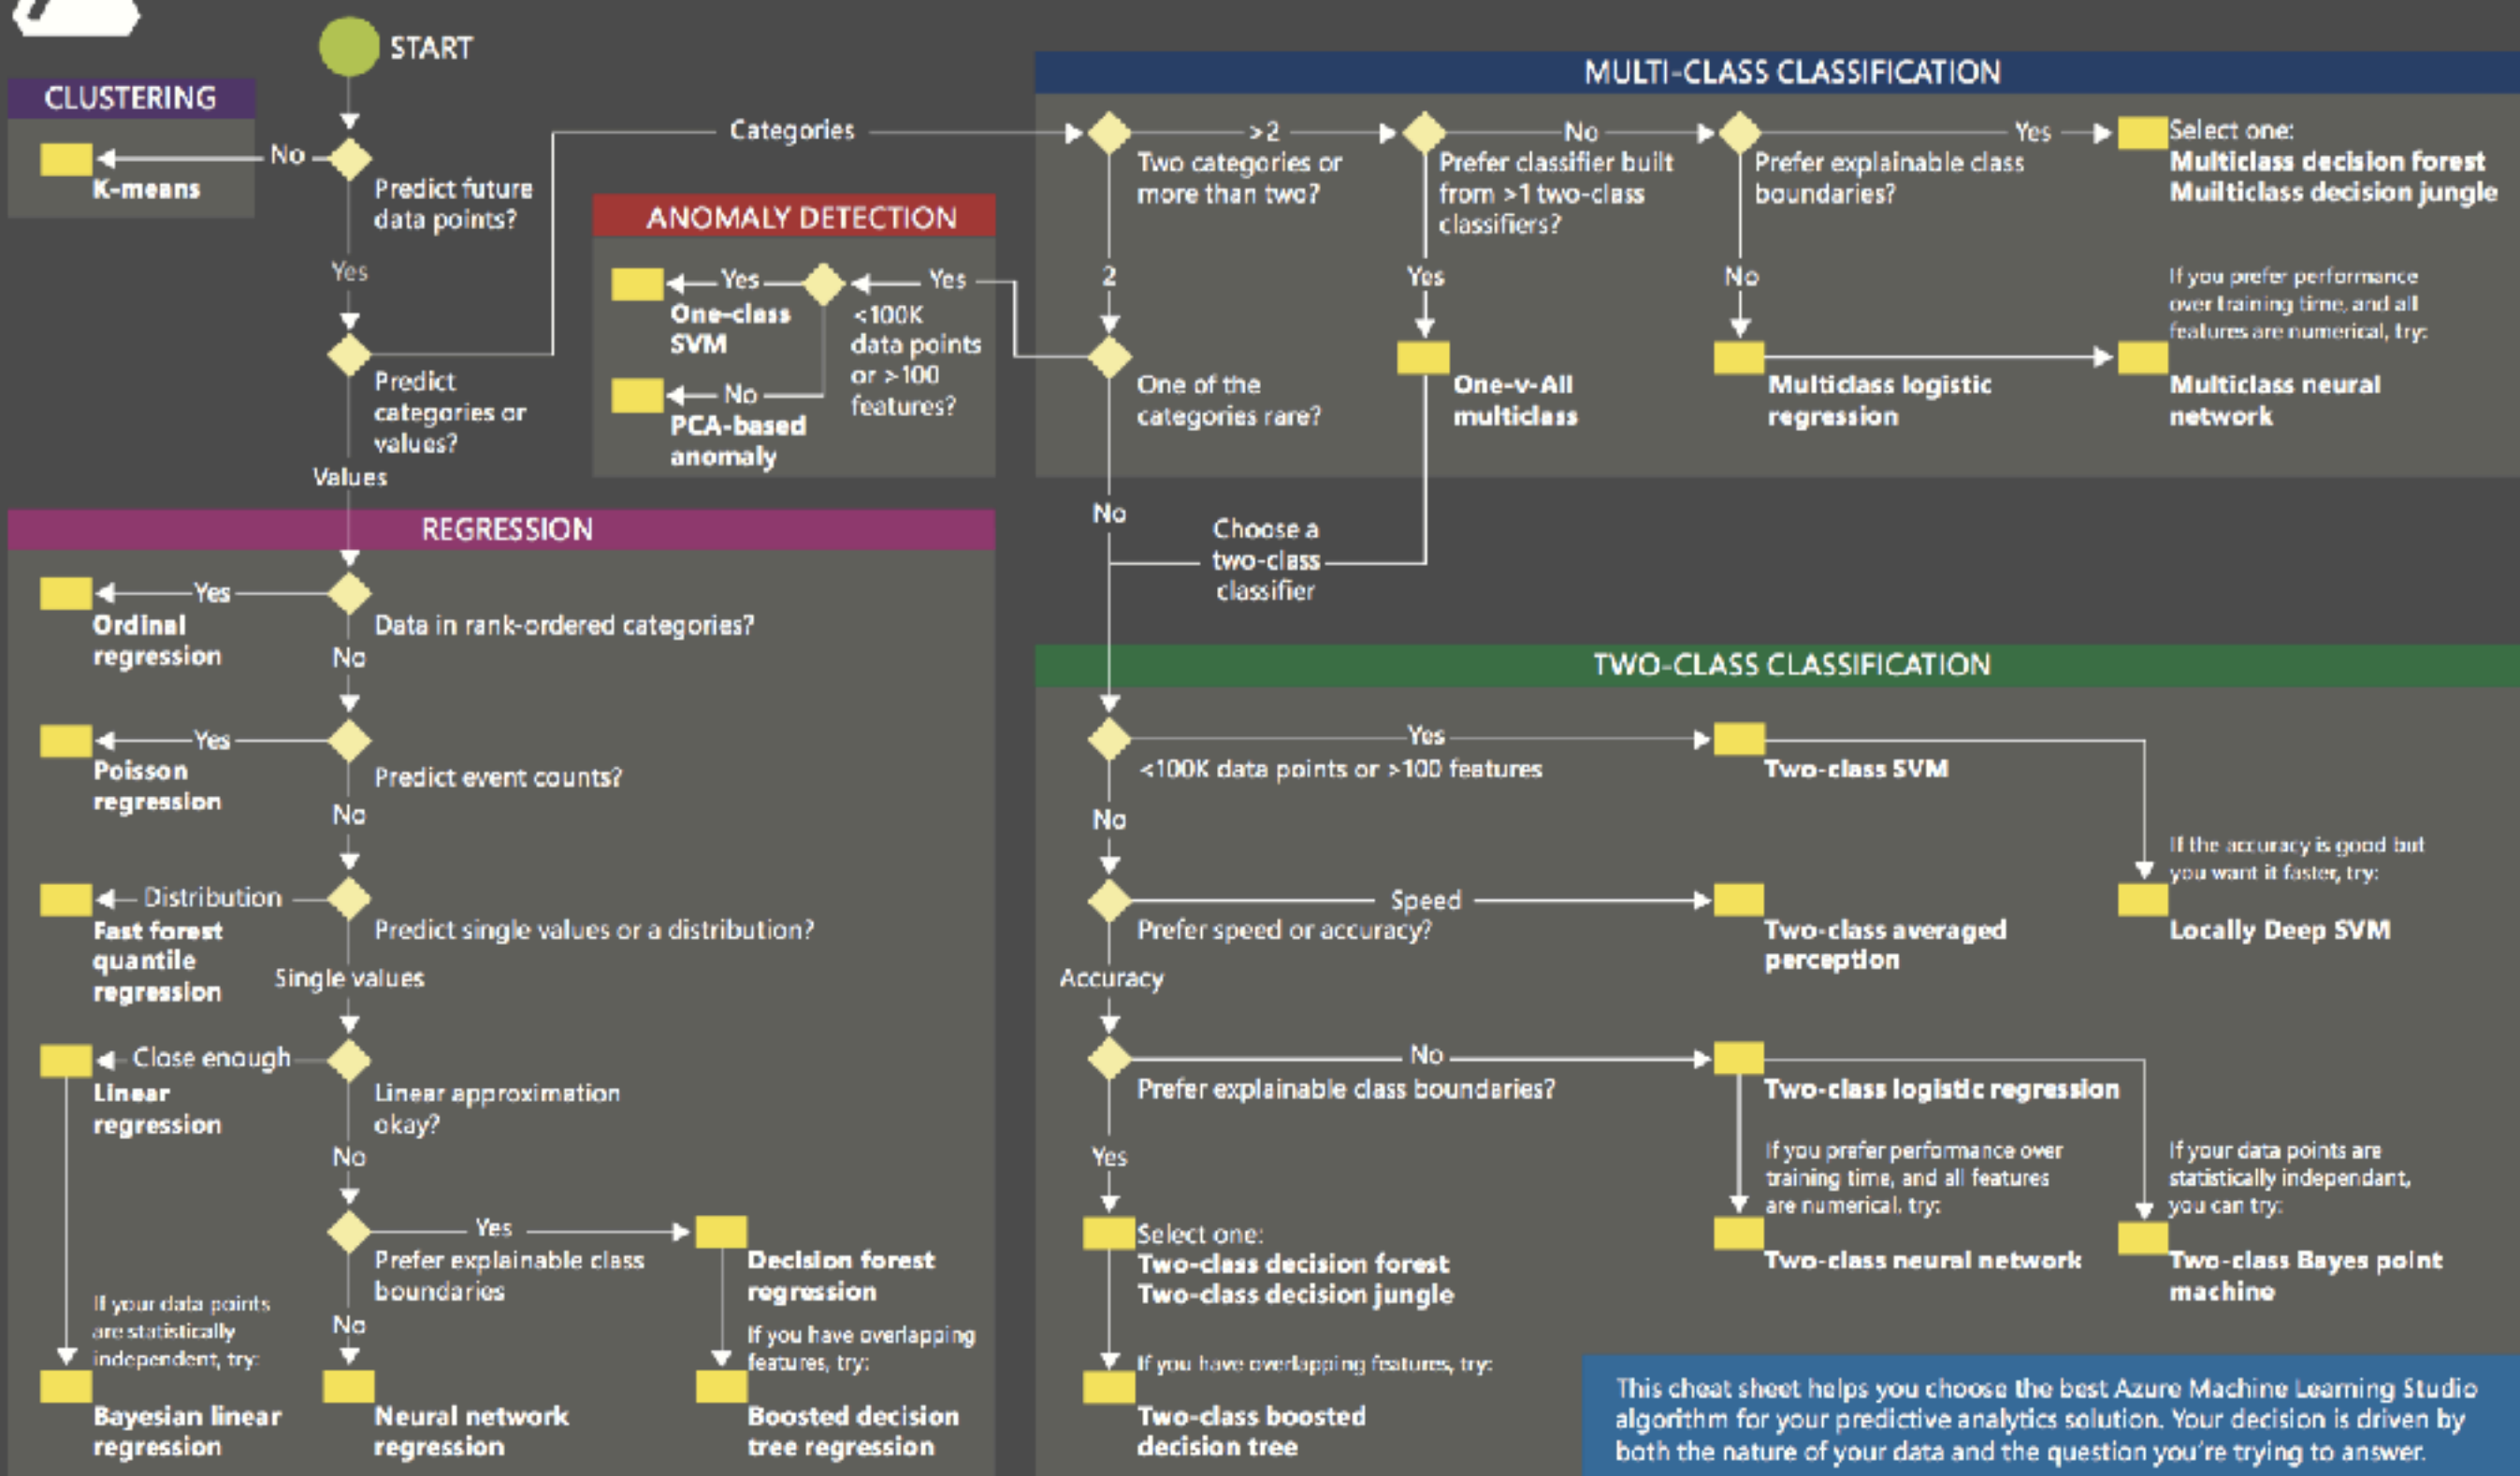 START
CLUSTERING
No
K-means
Predict future
data points?
Yes
Predict
categories or
values?
Values
Categories
ANOMALY DETECTION
Yes
Yes
One-class
SVM
<100K
data points
or >100
features?
No
PCA-based
anomaly
MULTI-CLASS CLASSIFICATION
>2
No
Yes
Two categories or
more than two?
Prefer classifier built
from >1 two-class
classifiers?
Prefer explainable class
boundaries?
Select one:
Multiclass decision forest
Muilticlass decision jungle
2
Yes
No
If you prefer performance
over training time, and all
features are numerical, try:
One of the
categories rare?
One-v-All
multiclass
Multiclass logistic
regression
Multiclass neural
network
No
Choose a
two-class
classifier
REGRESSION
Yes
Ordinal
regression
Data in rank-ordered categories?
No
Yes
Poisson
regression
Predict event counts?
No
Distribution
Fast forest
quantile
regression
Predict single values or a distribution?
Single values
Close enough
Linear
regression
Linear approximation
okay?
No
Yes
Prefer explainable class
boundaries
Decision forest
regression
If your data points
are statistically
independent, try:
No
If you have overlapping
features, try:
Bayesian linear
regression
Neural network
regression
Boosted decision
tree regression
TWO-CLASS CLASSIFICATION
Yes
<100K data points or >100 features
Two-class SVM
No
If the accuracy is good but
you want it faster, try:
Speed
Prefer speed or accuracy?
Two-class averaged
perception
Locally Deep SVM
Accuracy
No
Prefer explainable class boundaries?
Two-class logistic regression
Yes
If you prefer performance over
training time, and all features
are numerical, try:
If your data points are
statistically independant,
you can try:
Select one:
Two-class decision forest
Two-class decision jungle
Two-class neural network
Two-class Bayes point
machine
If you have overlapping features, try:
Two-class boosted
decision tree
This cheat sheet helps you choose the best Azure Machine Learning Studio
algorithm for your predictive analytics solution. Your decision is driven by
both the nature of your data and the question you're trying to answer.